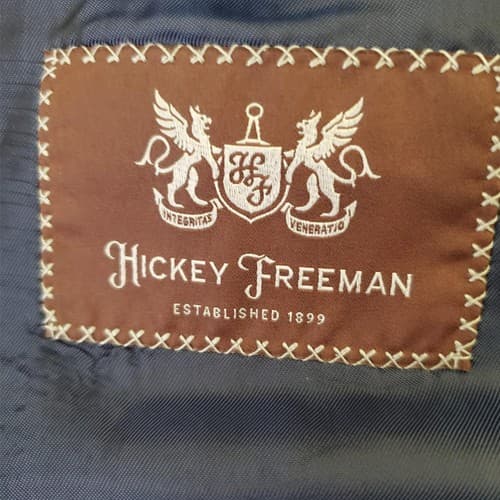 HF
INTEGRITAS
VENERATIO
HICKEY FREEMAN
ESTABLISHED 1899